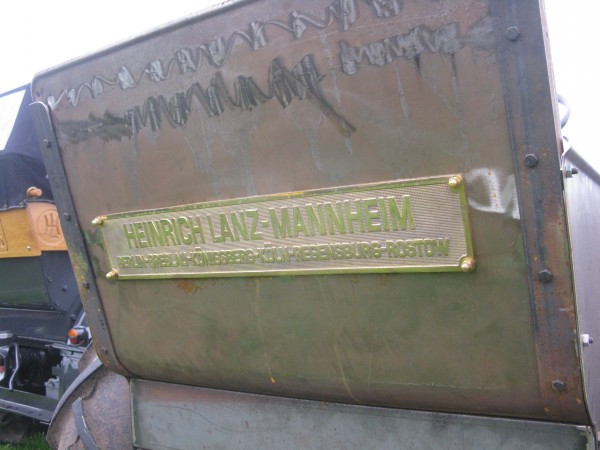 HEINRICH LANZ-MANNHEIM
BERLIN-BRESLAU-KÖNIGSBERG-KÖLN-REGENSBURG-ROSTOW